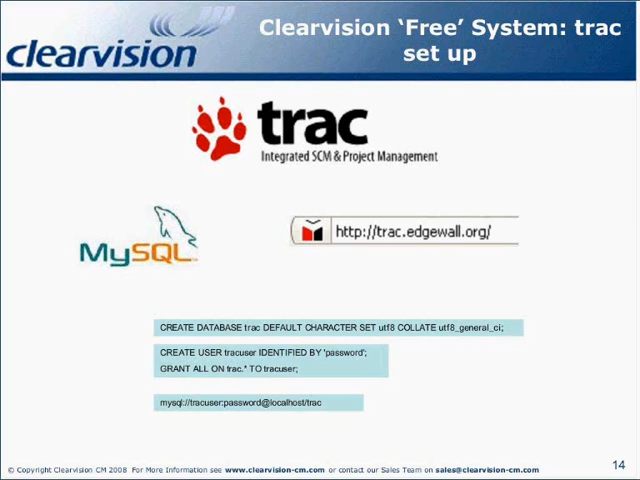 clearvision
Clearvision ‘Free’ System: trac
set up
trac
Integrated SCM & Project Management
MySQL™
http://trac.edgewall.org/
CREATE DATABASE trac DEFAULT CHARACTER SET utf8 COLLATE utf8_general_ci;
CREATE USER tracuser IDENTIFIED BY 'password';
GRANT ALL ON trac.* TO tracuser;
mysql://tracuser:password@localhost/trac
© Copyright Clearvision CM 2008 For More Information see www.clearvision-cm.com or contact our Sales Team on sales@clearvision-cm.com
14